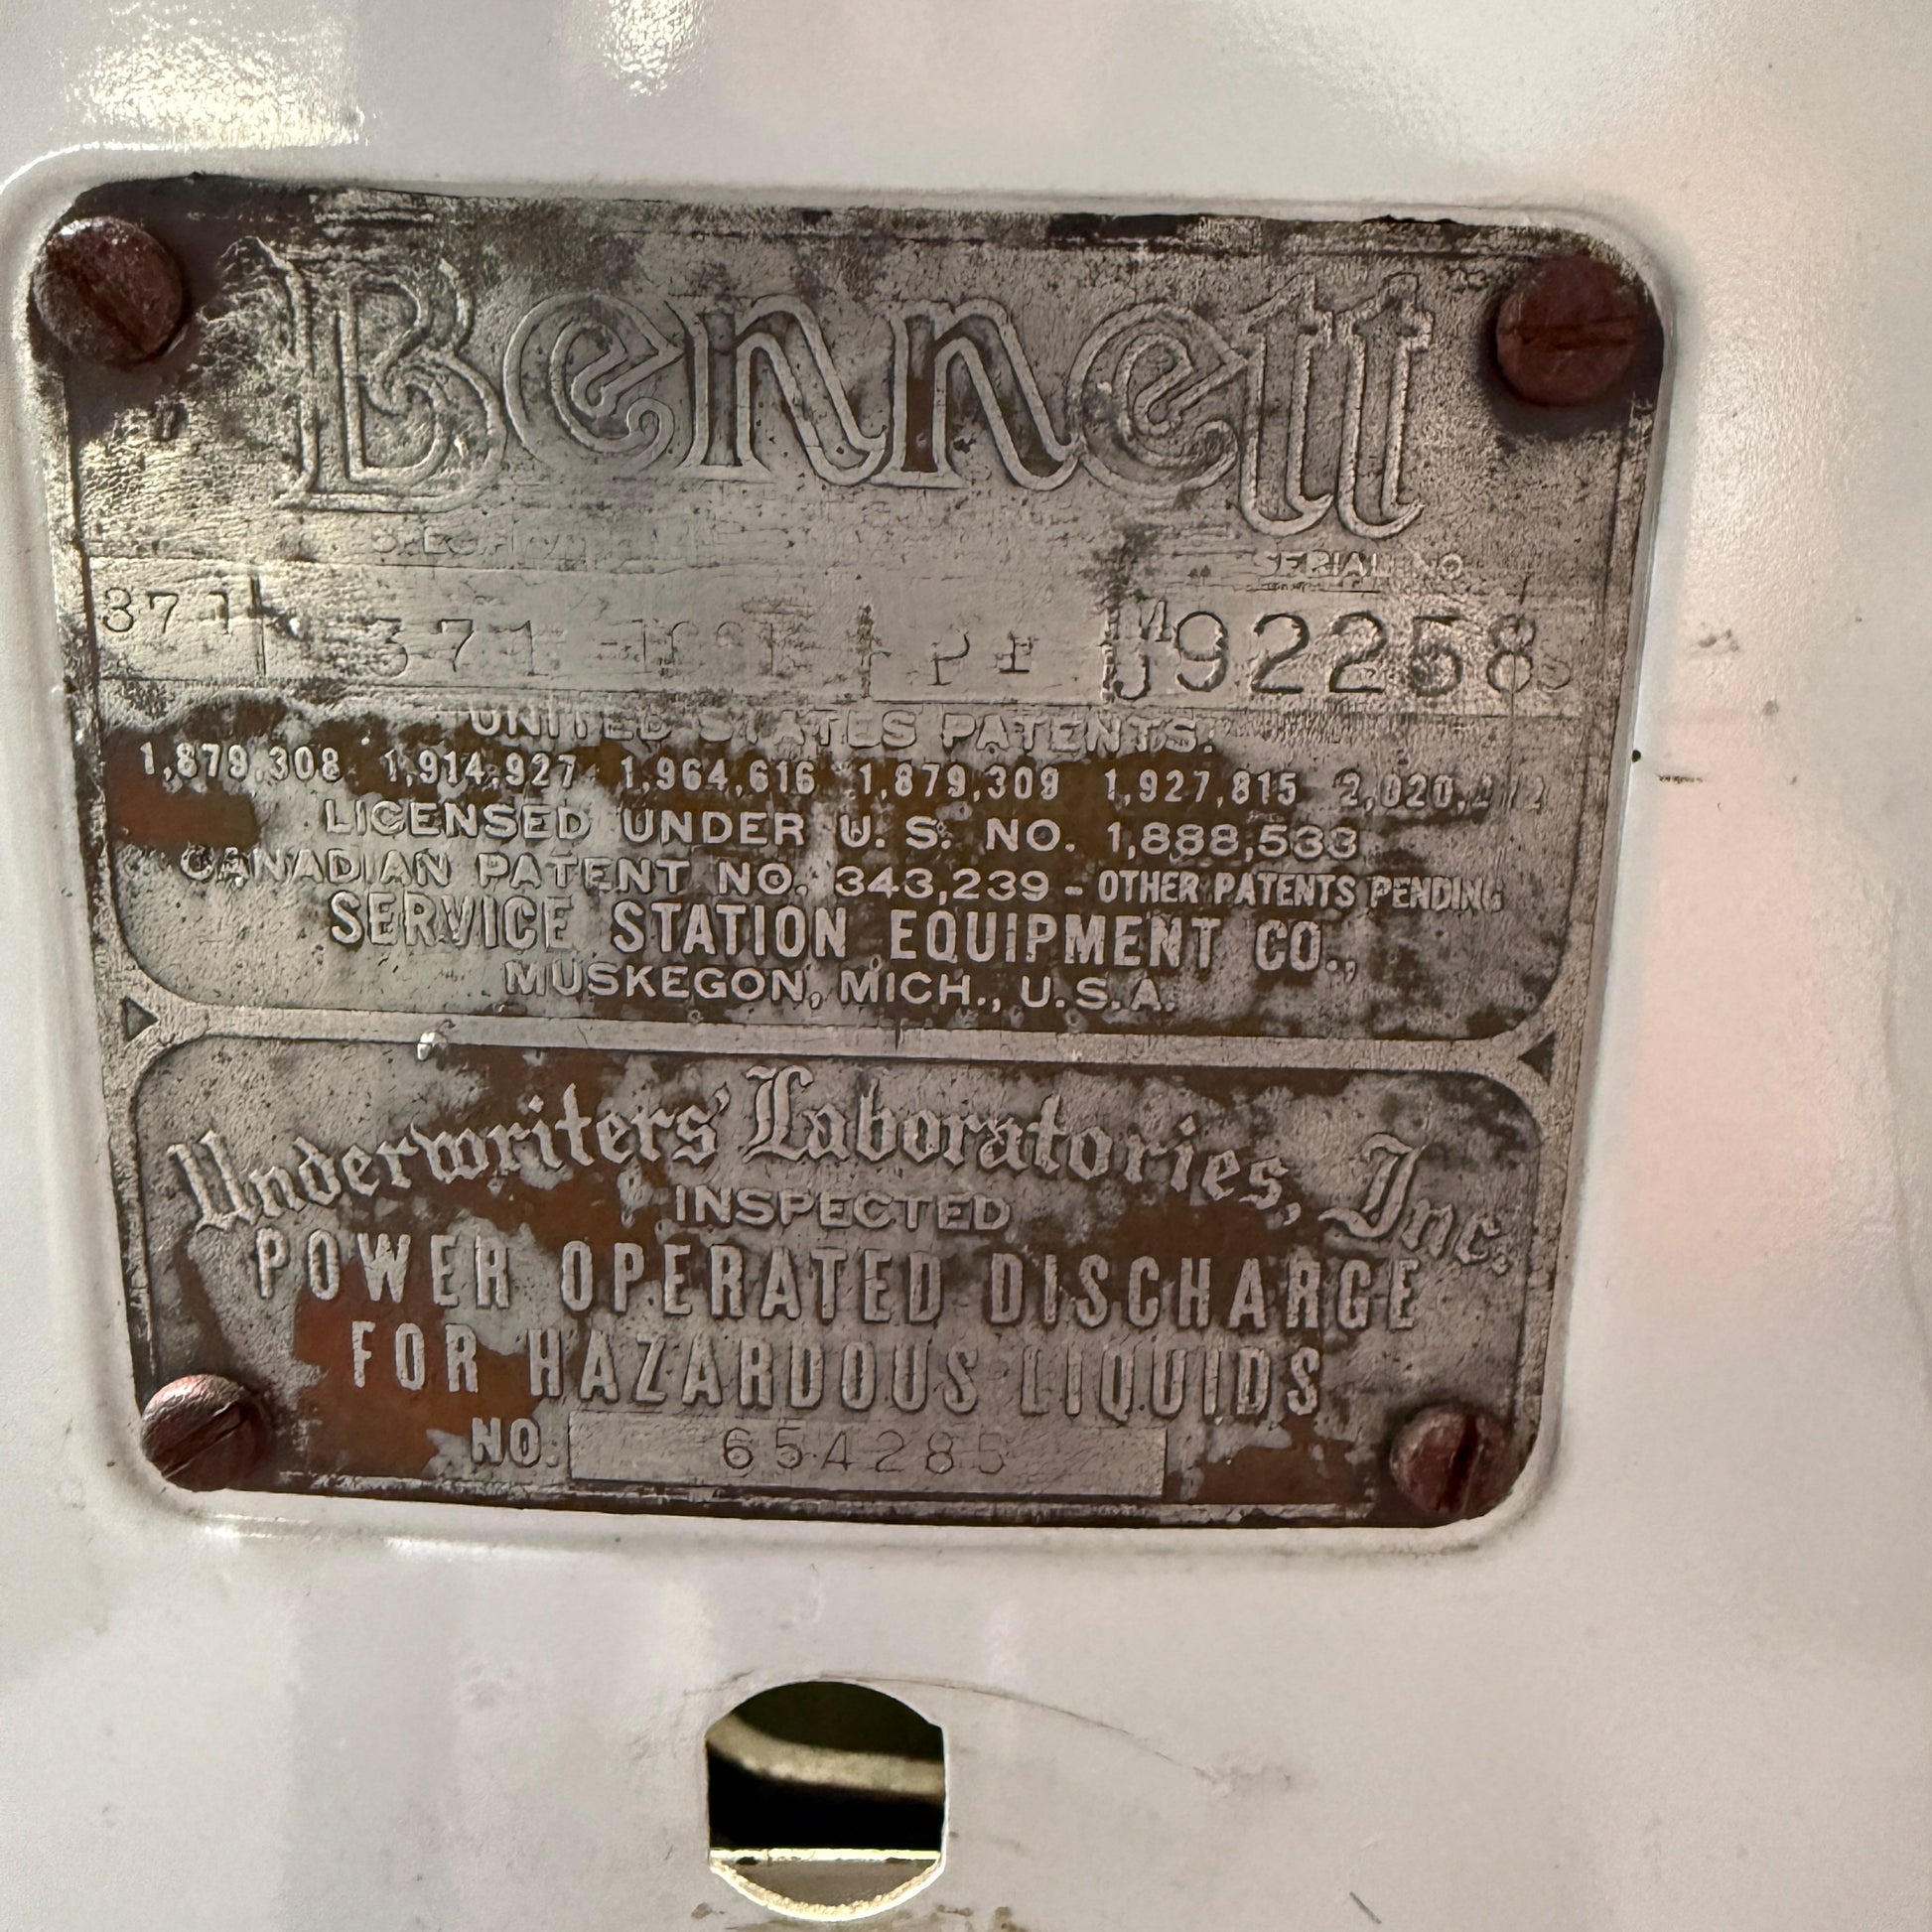 Bennett
SERIAL NO
377 371 92258
UNITED STATES PATENTS:
1,879,308 1,914,927 1,964,616 1,879,309 1,927,815
LICENSED UNDER U. S. NO. 1,888,533
CANADIAN PATENT NO. 343,239 - OTHER PATENTS PENDING
SERVICE STATION EQUIPMENT CO.,
MUSKEGON, MICH., U.S.A.
Underwriters' Laboratories, Inc.
INSPECTED
POWER OPERATED DISCHARGE
FOR HAZARDOUS LIQUIDS
NO. 654285